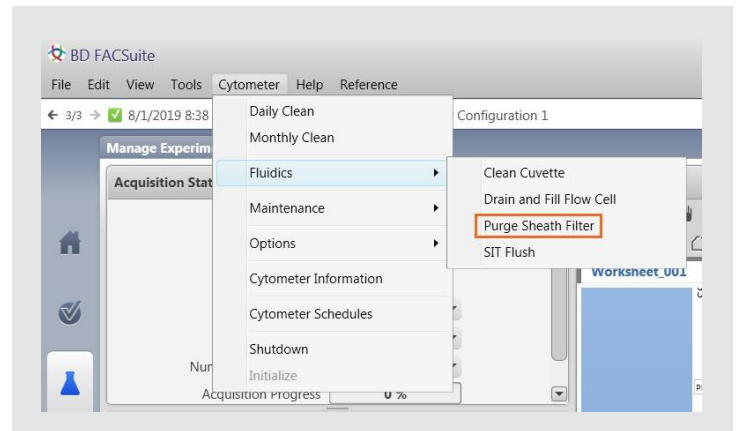 BD FACSuite
File Edit View Tools Cytometer Help Reference
3/3 8/1/2019 8:38 Configuration 1
Daily Clean
Monthly Clean
Fluidics
Maintenance
Options
Cytometer Information
Cytometer Schedules
Shutdown
Initialize
Clean Cuvette
Drain and Fill Flow Cell
Purge Sheath Filter
SIT Flush
Manage Experim
Acquisition Stat
Worksheet_001
Nur
Acquisition Progress 0 %